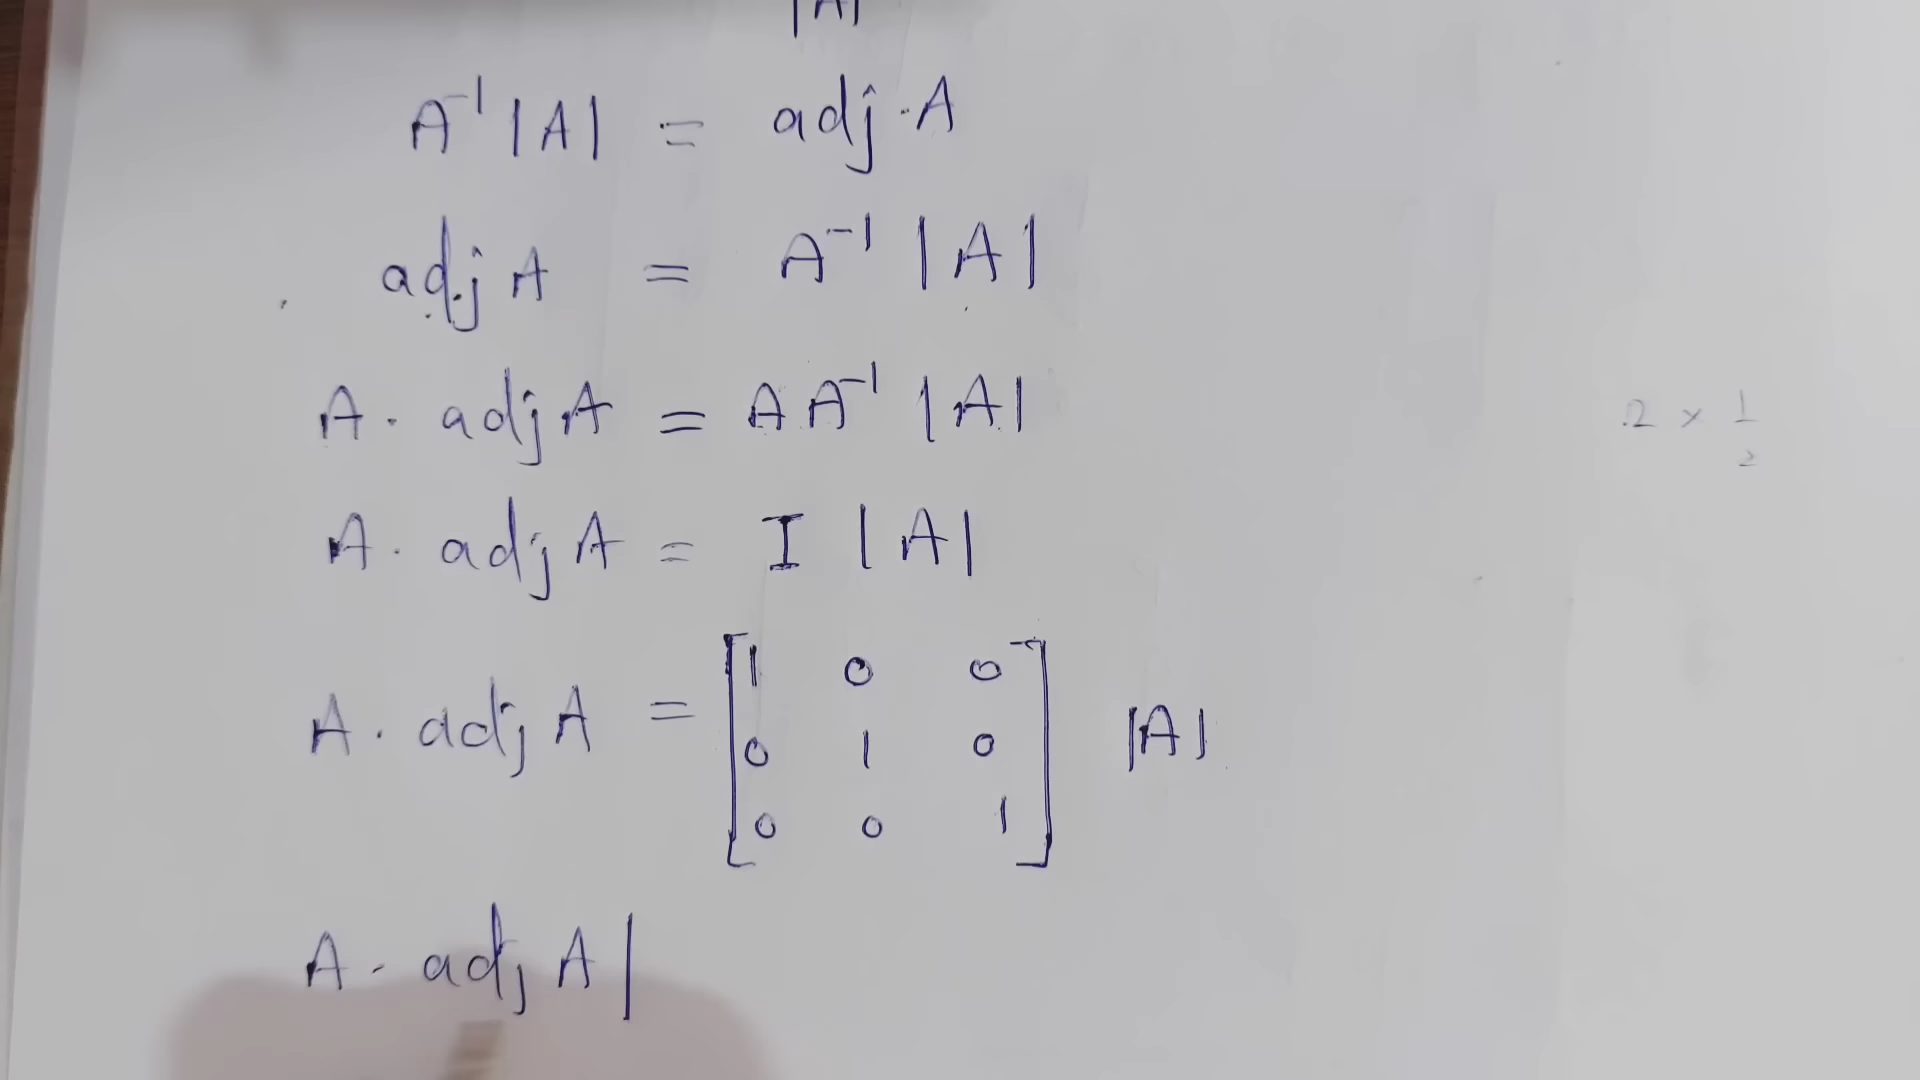 |A|
A⁻¹ |A| = adj · A
adj A = A⁻¹ |A|
A · adj A = A A⁻¹ |A|
2 × 1/2
A · adj A = I |A|
A · adj A = [1 0 0
0 1 0
0 0 1] |A|
A · adj A |